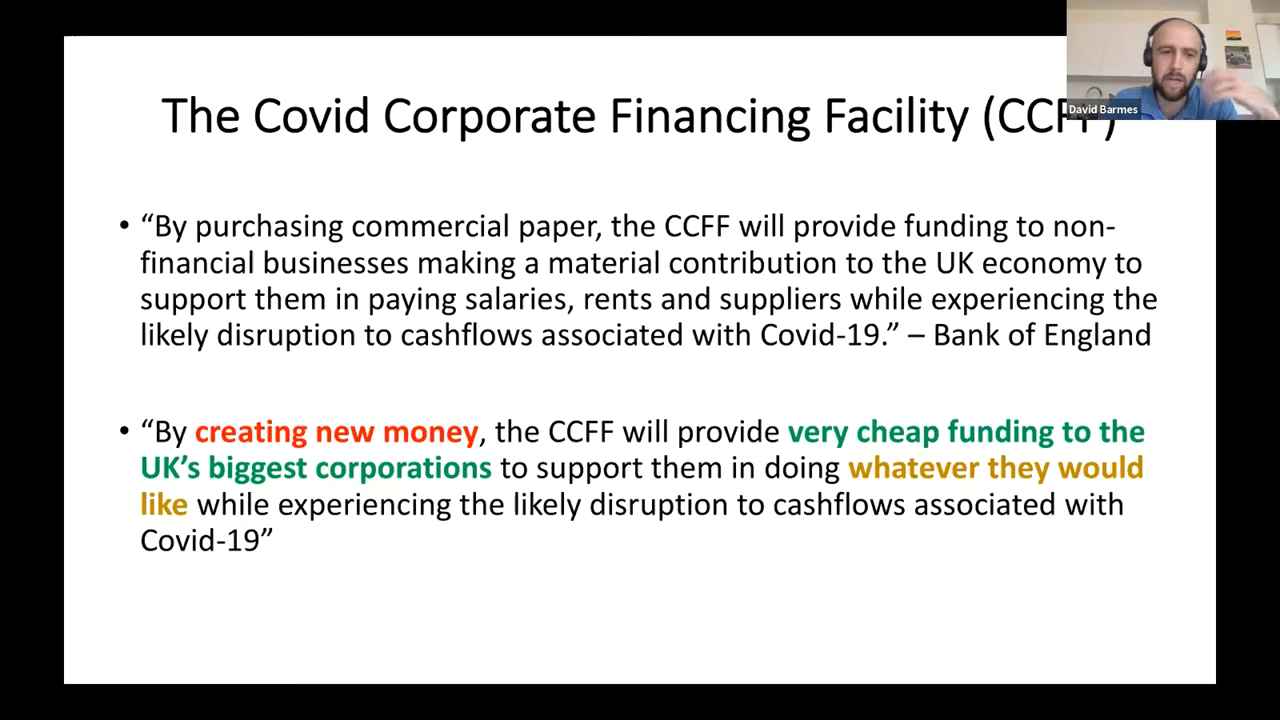 The Covid Corporate Financing Facility (CCFF)
David Barmes
• “By purchasing commercial paper, the CCFF will provide funding to non-
financial businesses making a material contribution to the UK economy to
support them in paying salaries, rents and suppliers while experiencing the
likely disruption to cashflows associated with Covid-19.” – Bank of England
• “By creating new money, the CCFF will provide very cheap funding to the
UK’s biggest corporations to support them in doing whatever they would
like while experiencing the likely disruption to cashflows associated with
Covid-19”